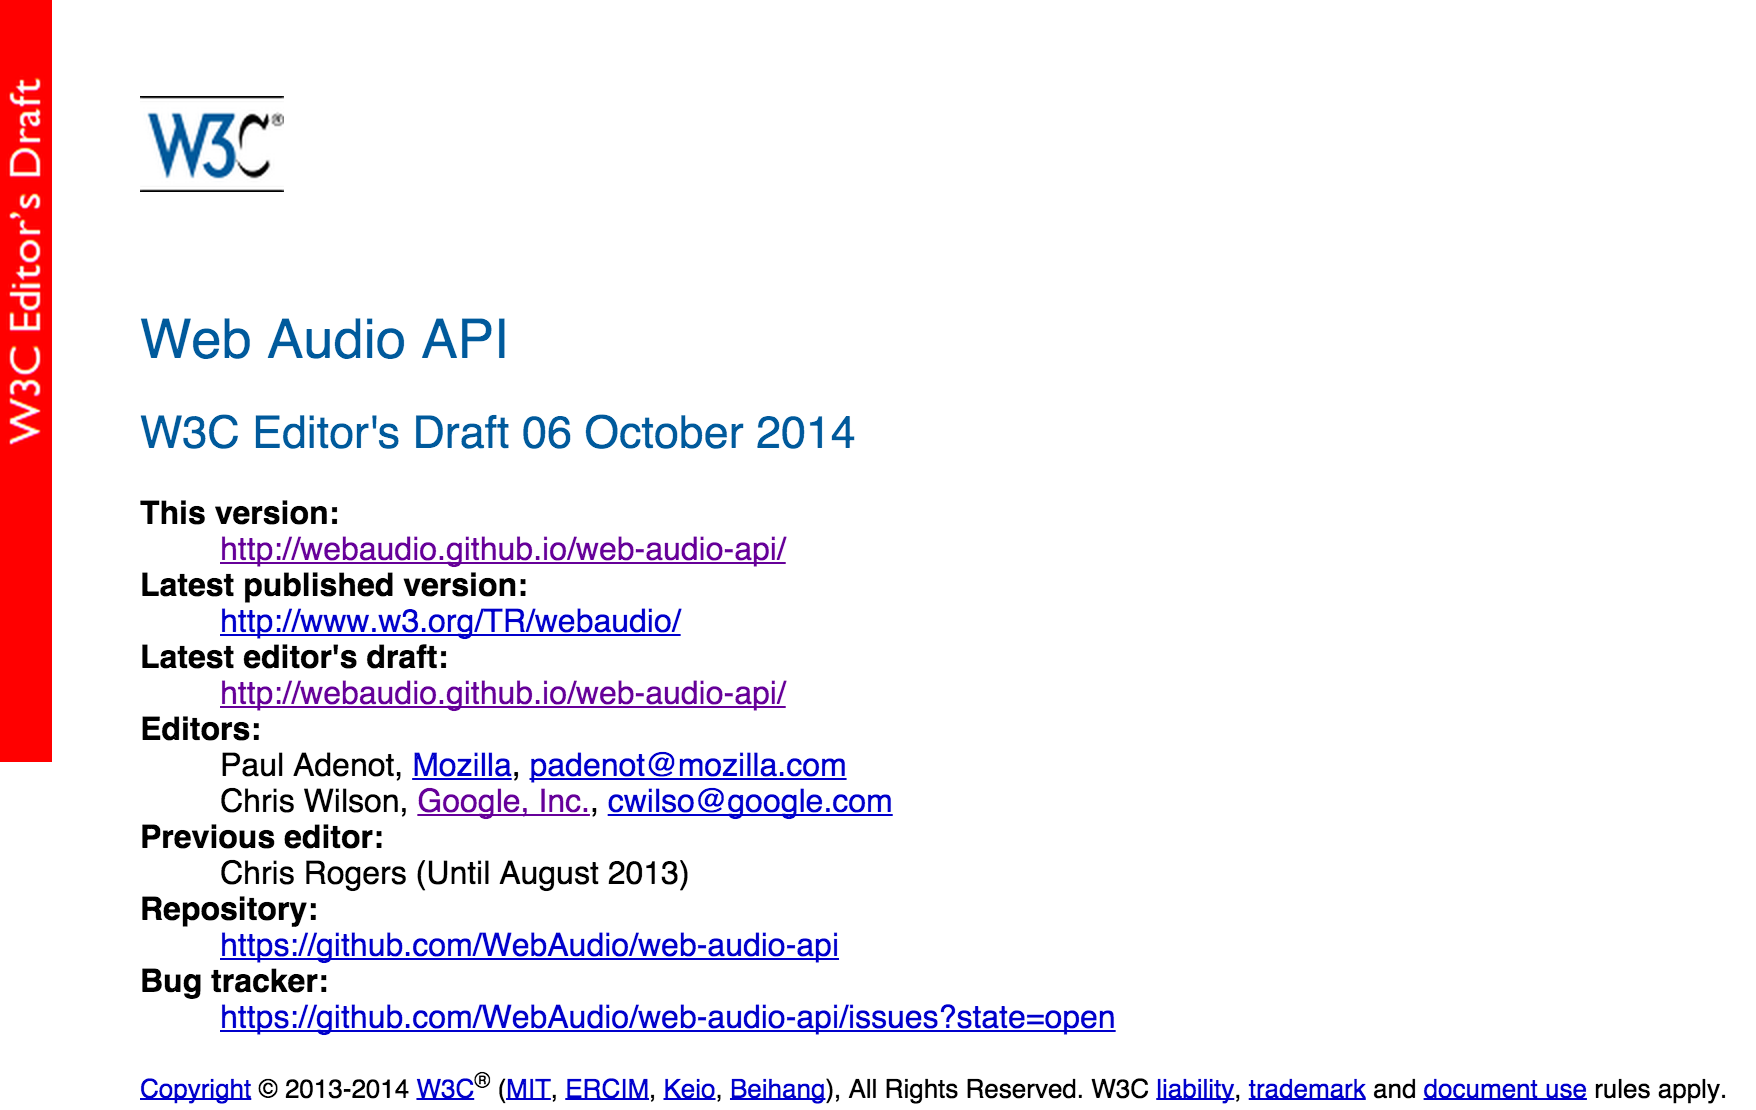 W3C Editor's Draft
W3C®
Web Audio API
W3C Editor's Draft 06 October 2014
This version:
http://webaudio.github.io/web-audio-api/
Latest published version:
http://www.w3.org/TR/webaudio/
Latest editor's draft:
http://webaudio.github.io/web-audio-api/
Editors:
Paul Adenot, Mozilla, padenot@mozilla.com
Chris Wilson, Google, Inc., cwilso@google.com
Previous editor:
Chris Rogers (Until August 2013)
Repository:
https://github.com/WebAudio/web-audio-api
Bug tracker:
https://github.com/WebAudio/web-audio-api/issues?state=open
Copyright © 2013-2014 W3C® (MIT, ERCIM, Keio, Beihang), All Rights Reserved. W3C liability, trademark and document use rules apply.